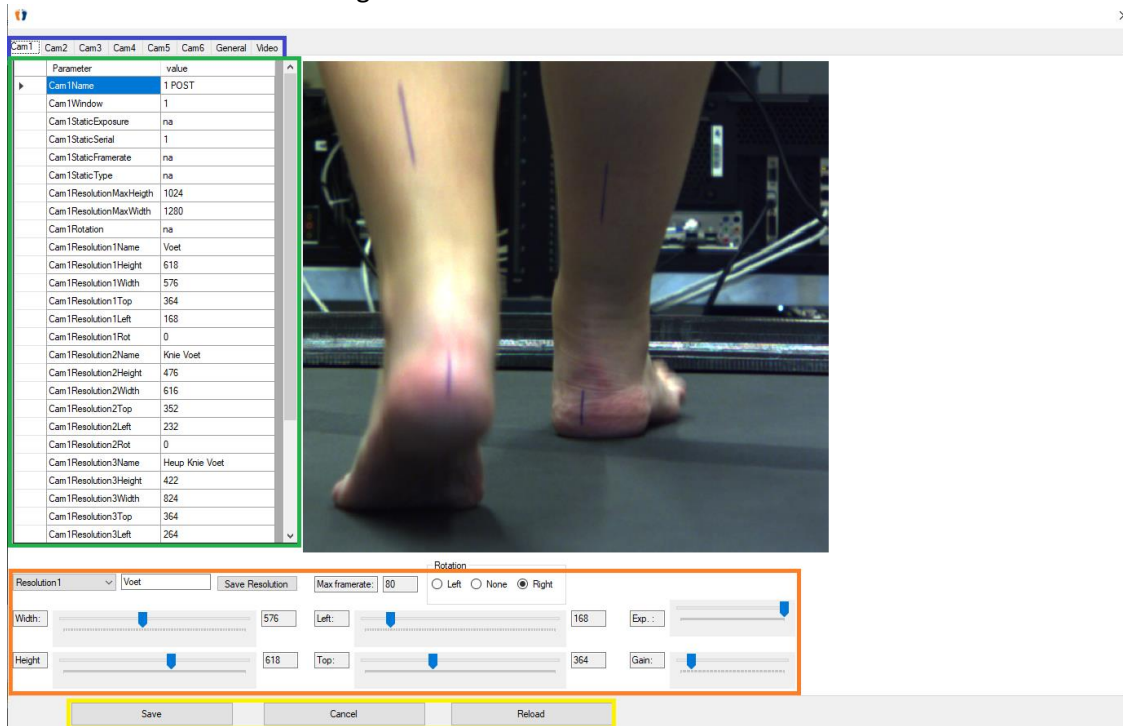 Cam1 Cam2 Cam3 Cam4 Cam5 Cam6 General Video
Parameter value
Cam1Name 1 POST
Cam1Window 1
Cam1StaticExposure na
Cam1StaticSerial 1
Cam1StaticFramerate na
Cam1StaticType na
Cam1ResolutionMaxHeigth 1024
Cam1ResolutionMaxWidth 1280
Cam1Rotation na
Cam1Resolution1Name Voet
Cam1Resolution1Height 618
Cam1Resolution1Width 576
Cam1Resolution1Top 364
Cam1Resolution1Left 168
Cam1Resolution1Rot 0
Cam1Resolution2Name Knie Voet
Cam1Resolution2Height 476
Cam1Resolution2Width 616
Cam1Resolution2Top 352
Cam1Resolution2Left 232
Cam1Resolution2Rot 0
Cam1Resolution3Name Heup Knie Voet
Cam1Resolution3Height 422
Cam1Resolution3Width 824
Cam1Resolution3Top 364
Cam1Resolution3Left 264
Rotation
Resolution1 Voet Save Resolution Max framerate: 80 Left None Right
Width: 576 Left: 168 Exp. :
Height 618 Top: 364 Gain:
Save Cancel Reload